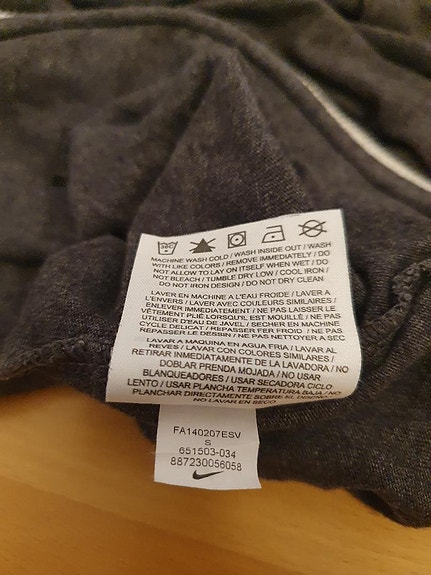 30C
MACHINE WASH COLD / WASH INSIDE OUT / WASH
WITH LIKE COLORS / REMOVE IMMEDIATELY / DO
NOT ALLOW TO LAY ON ITSELF WHEN WET / DO
NOT BLEACH / TUMBLE DRY LOW / COOL IRON /
DO NOT IRON DESIGN / DO NOT DRY CLEAN
LAVER EN MACHINE A L'EAU FROIDE / LAVER A
L'ENVERS / LAVER AVEC COULEURS SIMILAIRES /
ENLEVER IMMÉDIATEMENT / NE PAS LAISSER LE
VÊTEMENT PLIÉ LORSQU'IL EST MOUILLÉ / NE PAS
UTILISER D'EAU DE JAVEL / SECHER EN MACHINE
CYCLE DELICAT / REPASSER FER FROID / NE PAS
REPASSER LE DESSIN / NE PAS NETTOYER A SEC
LAVAR A MAQUINA EN AGUA FRIA / LAVAR AL
REVES / LAVAR CON COLORES SIMILARES /
RETIRAR INMEDIATAMENTE DE LA LAVADORA / NO
DOBLAR PRENDA MOJADA / NO USAR
BLANQUEADORES / USAR SECADORA CICLO
LENTO / USAR PLANCHA TEMPERATURA BAJA / NO
PLANCHAR DIRECTAMENTE SOBRE EL DISEÑO
NO LAVAR EN SECO
FA140207ESV
S
651503-034
887230056058